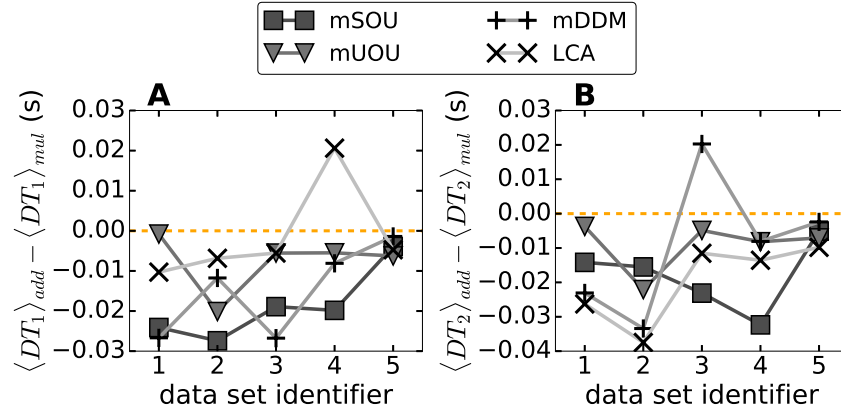 mSOU mDDM
mUOU LCA
A
⟨DT₁⟩add − ⟨DT₁⟩mul (s)
0.03
0.02
0.01
0.00
−0.01
−0.02
−0.03
1 2 3 4 5
data set identifier
B
⟨DT₂⟩add − ⟨DT₂⟩mul (s)
0.03
0.02
0.01
0.00
−0.01
−0.02
−0.03
−0.04
1 2 3 4 5
data set identifier